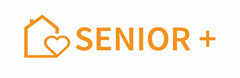 SENIOR +